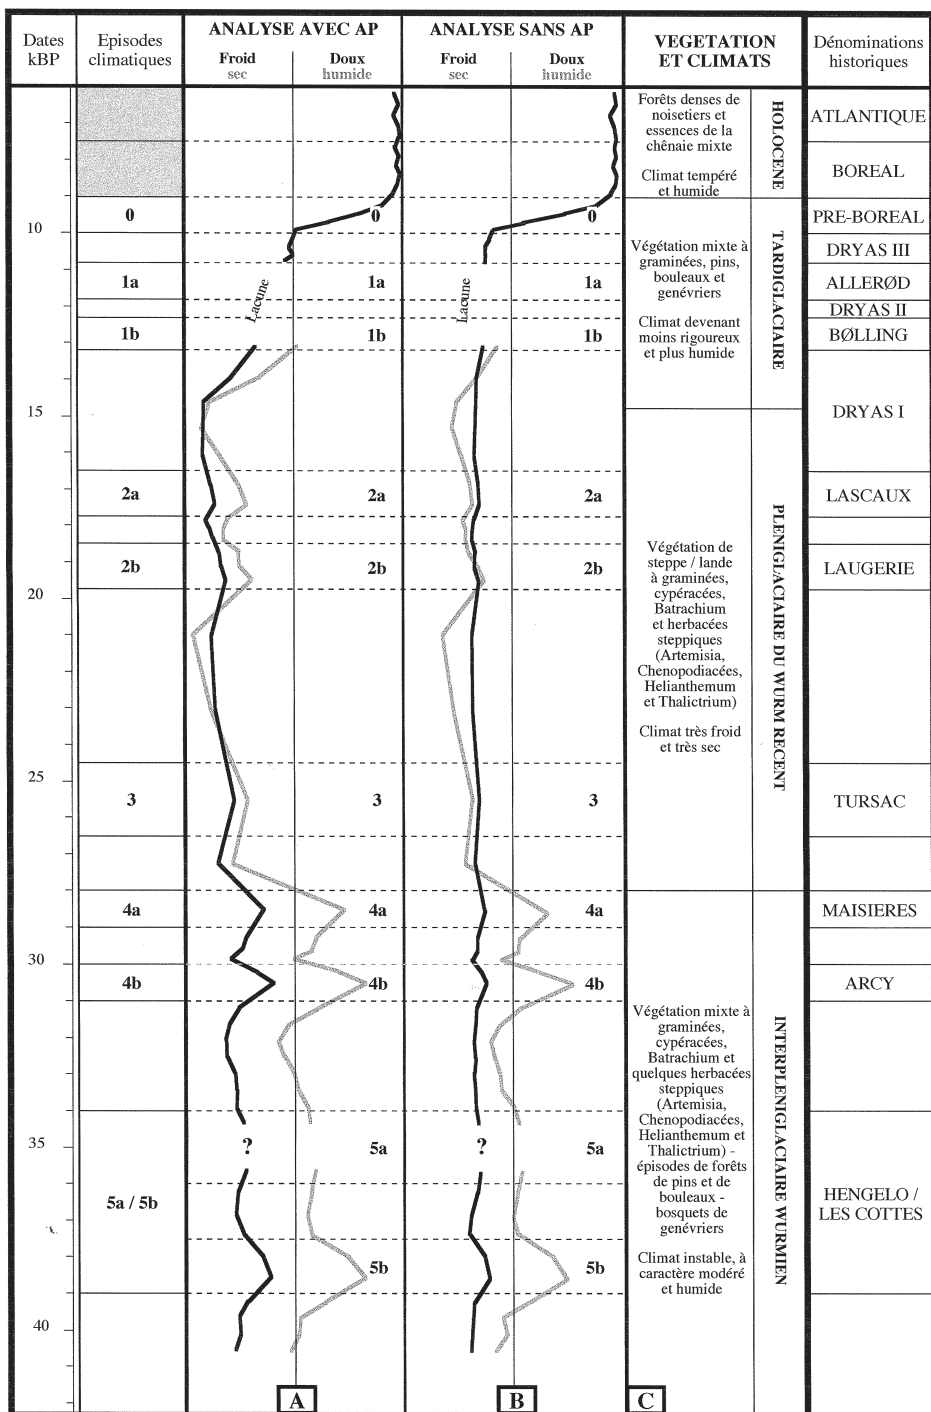 Dates
kBP
Episodes
climatiques
ANALYSE AVEC AP
Froid
sec
Doux
humide
ANALYSE SANS AP
Froid
sec
Doux
humide
VEGETATION
ET CLIMATS
Dénominations
historiques
Forêts denses de
noisetiers et
essences de la
chênaie mixte
Climat tempéré
et humide
HOLOCENE
ATLANTIQUE
BOREAL
0
0
0
PRE-BOREAL
10
DRYAS III
Végétation mixte à
graminées, pins,
bouleaux et
genévriers
Climat devenant
moins rigoureux
et plus humide
TARDIGLACIAIRE
1a
Lacune
1a
Lacune
1a
ALLERØD
DRYAS II
1b
1b
1b
BØLLING
15
DRYAS I
2a
2a
2a
LASCAUX
2b
2b
2b
LAUGERIE
20
Végétation de
steppe / lande
à graminées,
cypéracées,
Batrachium
et herbacées
steppiques
(Artemisia,
Chenopodiacées,
Helianthemum
et Thalictrium)
Climat très froid
et très sec
PLENIGLACIAIRE DU WURM RECENT
25
3
3
3
TURSAC
4a
4a
4a
MAISIERES
30
4b
4b
4b
ARCY
Végétation mixte à
graminées,
cypéracées,
Batrachium et
quelques herbacées
steppiques
(Artemisia,
Chenopodiacées,
Helianthemum et
Thalictrium) -
épisodes de forêts
de pins et de
bouleaux -
bosquets de
genévriers
Climat instable, à
caractère modéré
et humide
INTERPLENIGLACIAIRE WURMIEN
35
?
5a
?
5a
5a / 5b
HENGELO /
LES COTTES
5b
5b
40
A
B
C